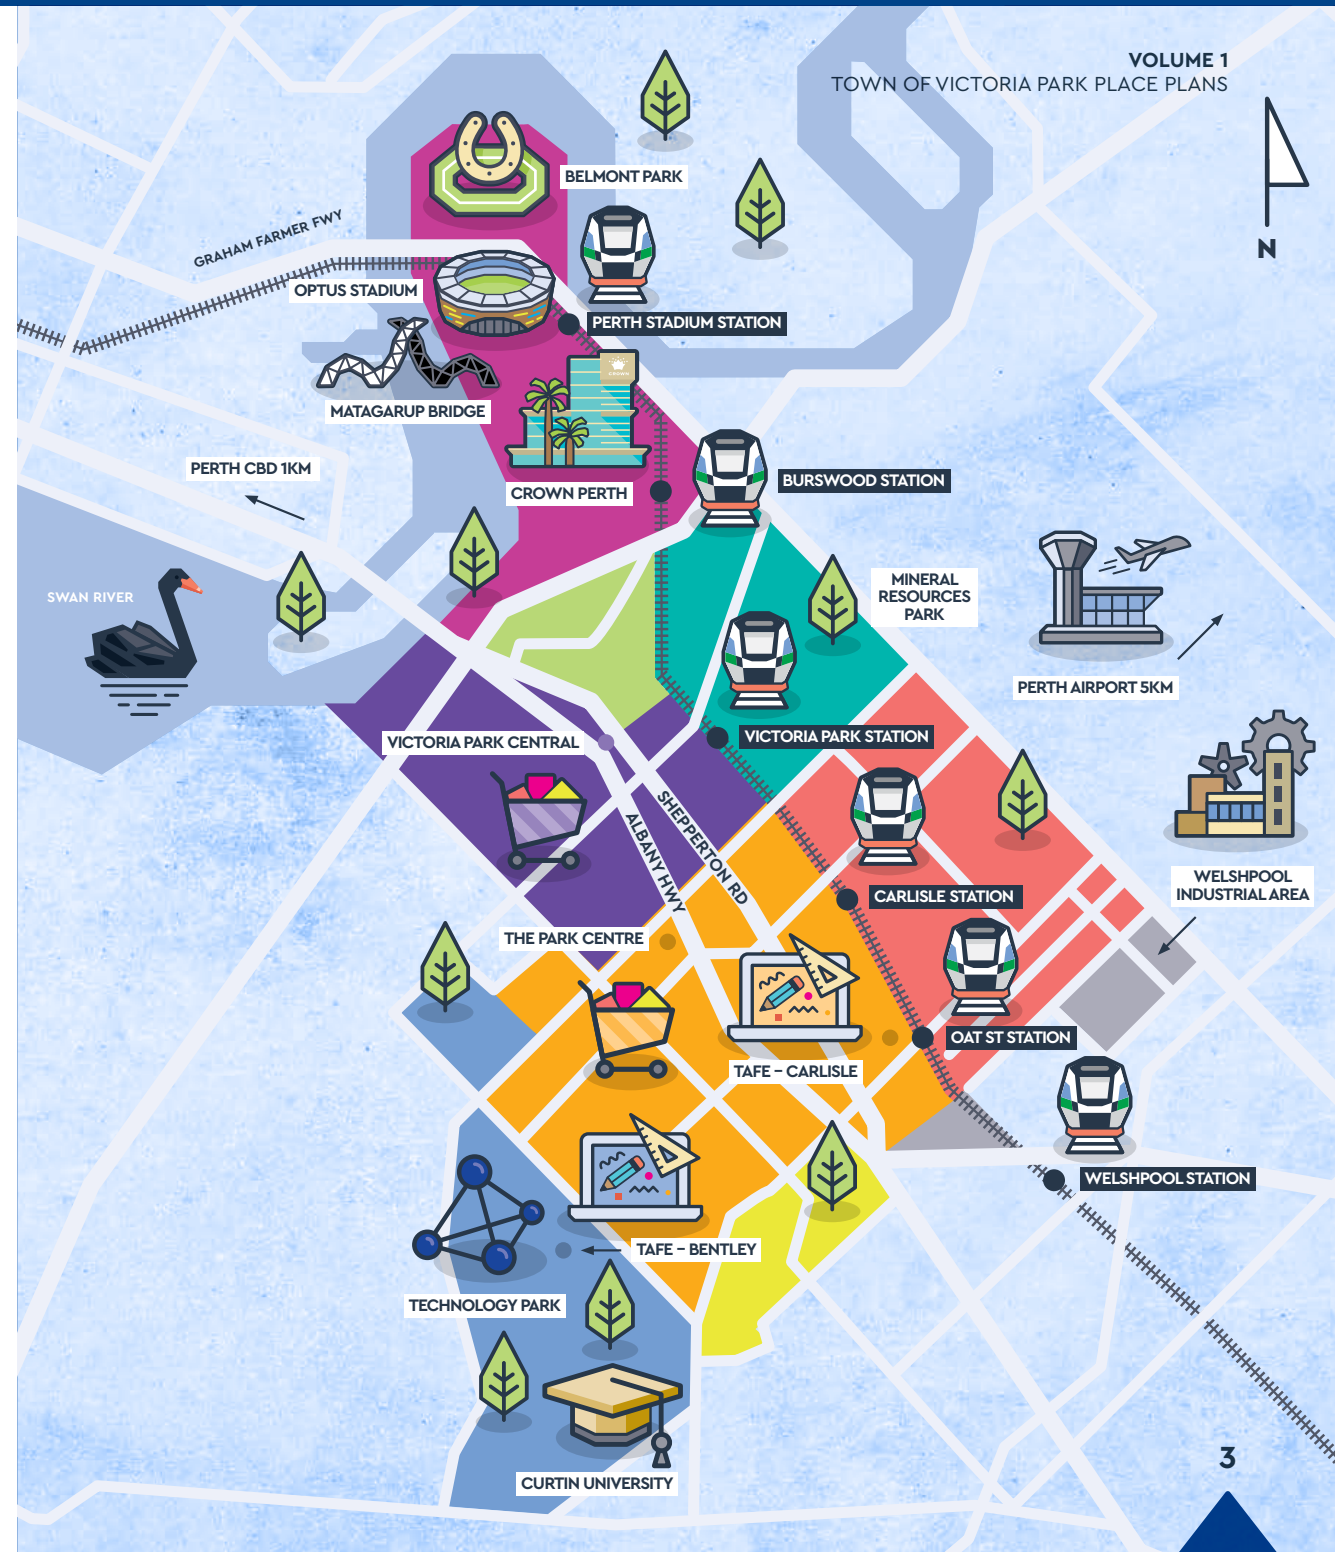 VOLUME 1
TOWN OF VICTORIA PARK PLACE PLANS
N
BELMONT PARK
GRAHAM FARMER FWY
OPTUS STADIUM
PERTH STADIUM STATION
CROWN
MATAGARUP BRIDGE
PERTH CBD 1KM
BURSWOOD STATION
CROWN PERTH
SWAN RIVER
MINERAL
RESOURCES
PARK
PERTH AIRPORT 5KM
VICTORIA PARK STATION
VICTORIA PARK CENTRAL
SHEPPERTON RD
ALBANY HWY
WELSHPOOL
INDUSTRIAL AREA
CARLISLE STATION
THE PARK CENTRE
OAT ST STATION
TAFE – CARLISLE
WELSHPOOL STATION
TAFE – BENTLEY
TECHNOLOGY PARK
CURTIN UNIVERSITY
3